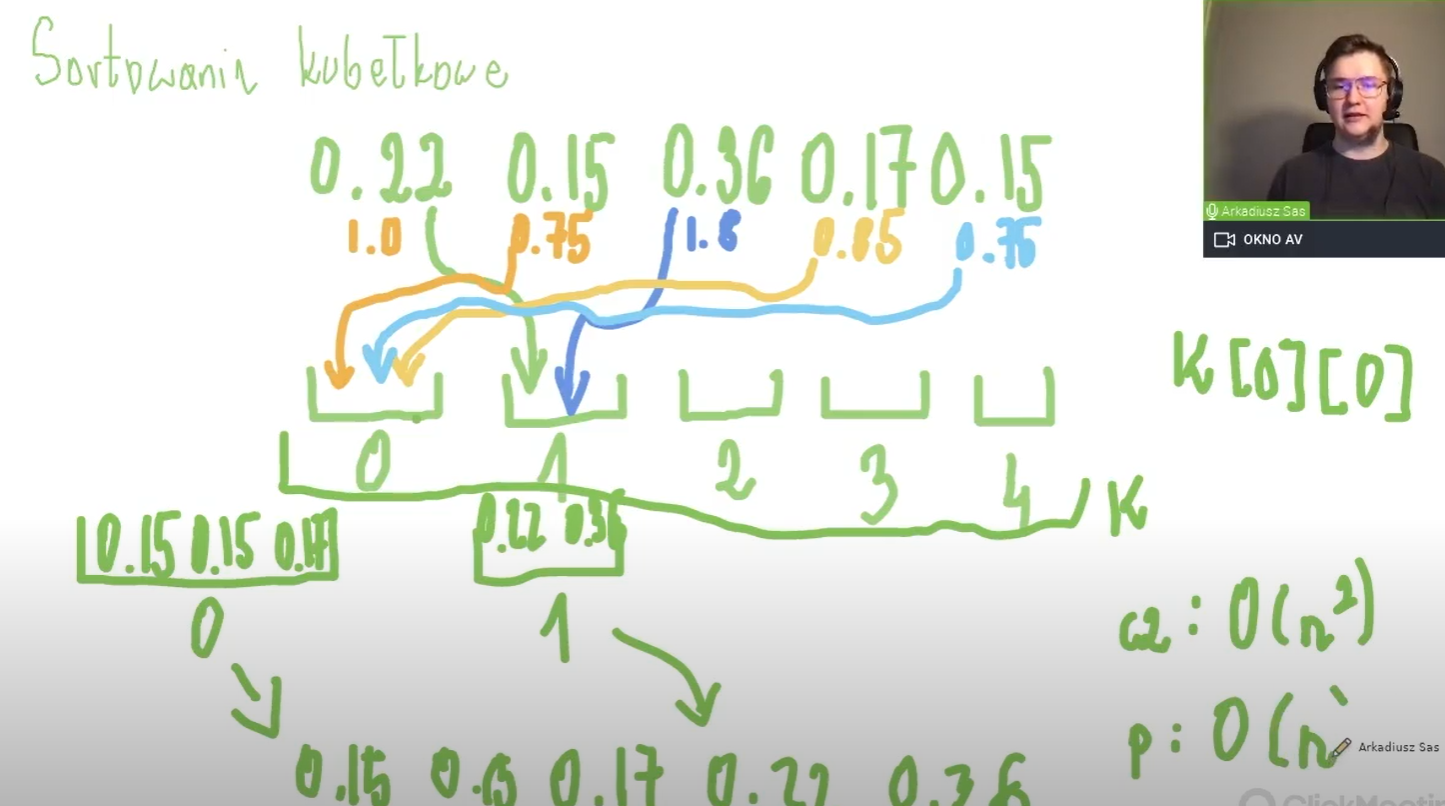 Sortowanie kubełkowe
0.22 0.15 0.36 0.17 0.15
1.0 0.75 1.8 0.85 0.75
Arkadiusz Sas
OKNO AV
K[0][0]
0 1 2 3 4
K
0.15 0.15 0.17
0.22 0.36
0 1
cz: O(n²)
p: O(n
Arkadiusz Sas
0.15 0.15 0.17 0.22 0.36